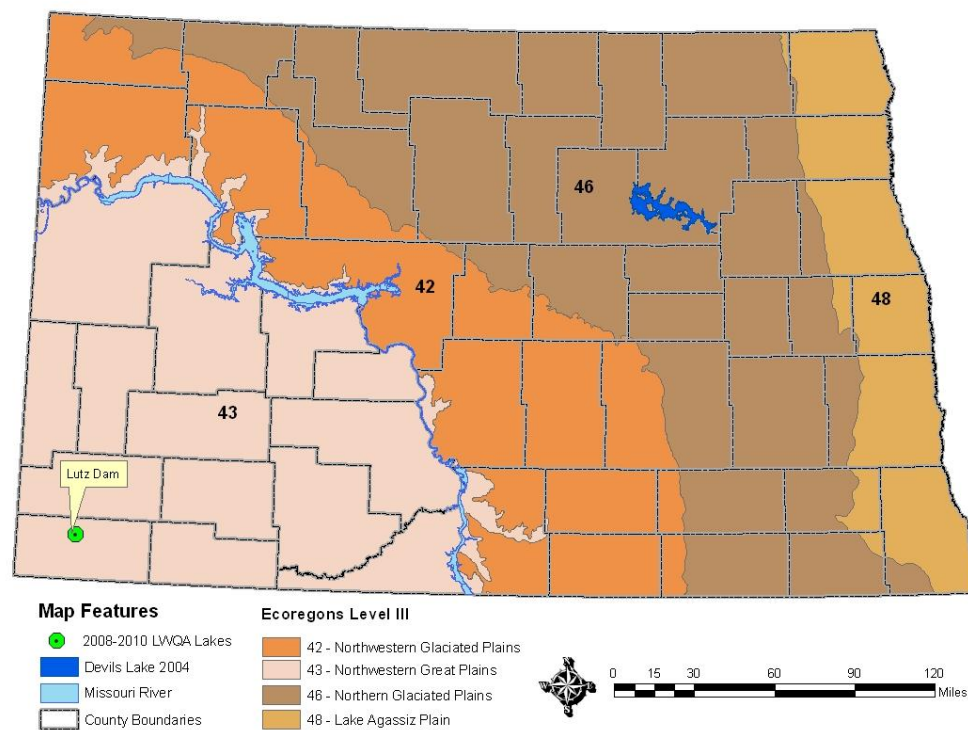 46
48
42
43
Lutz Dam
Map Features
2008-2010 LWQA Lakes
Devils Lake 2004
Missouri River
County Boundaries
Ecoregons Level III
42 - Northwestern Glaciated Plains
43 - Northwestern Great Plains
46 - Northern Glaciated Plains
48 - Lake Agassiz Plain
0 15 30 60 90 120
Miles